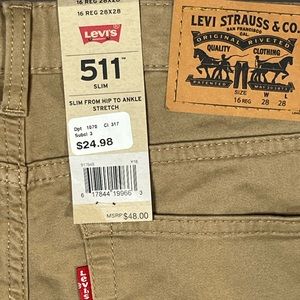 16 REG 28X28
16 REG 28X28
Levi's
511™
SLIM
SLIM FROM HIP TO ANKLE
STRETCH
Dpt 1070 Cl 317
Subcl 3
$24.98
6 17844 19966 3
MSRP $48.00
LEVI STRAUSS & CO.
SAN FRANCISCO
CAL.
ORIGINAL RIVETED
QUALITY CLOTHING
SIZE W L
16 REG 28 28
LEVI'S